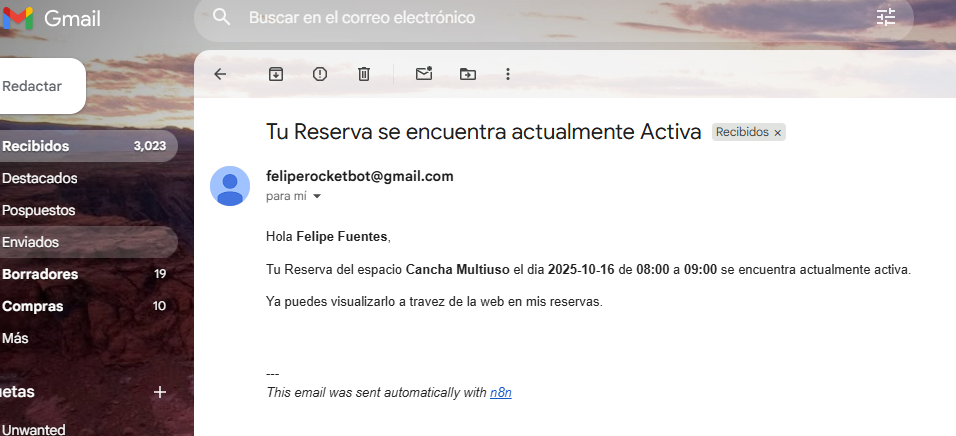 Gmail
Buscar en el correo electrónico
Redactar
Recibidos 3,023
Destacados
Pospuestos
Enviados
Borradores 19
Compras 10
Más
uetas +
Unwanted
Tu Reserva se encuentra actualmente Activa Recibidos ×
feliperocketbot@gmail.com
para mí
Hola Felipe Fuentes,
Tu Reserva del espacio Cancha Multiuso el dia 2025-10-16 de 08:00 a 09:00 se encuentra actualmente activa.
Ya puedes visualizarlo a travez de la web en mis reservas.
---
This email was sent automatically with n8n